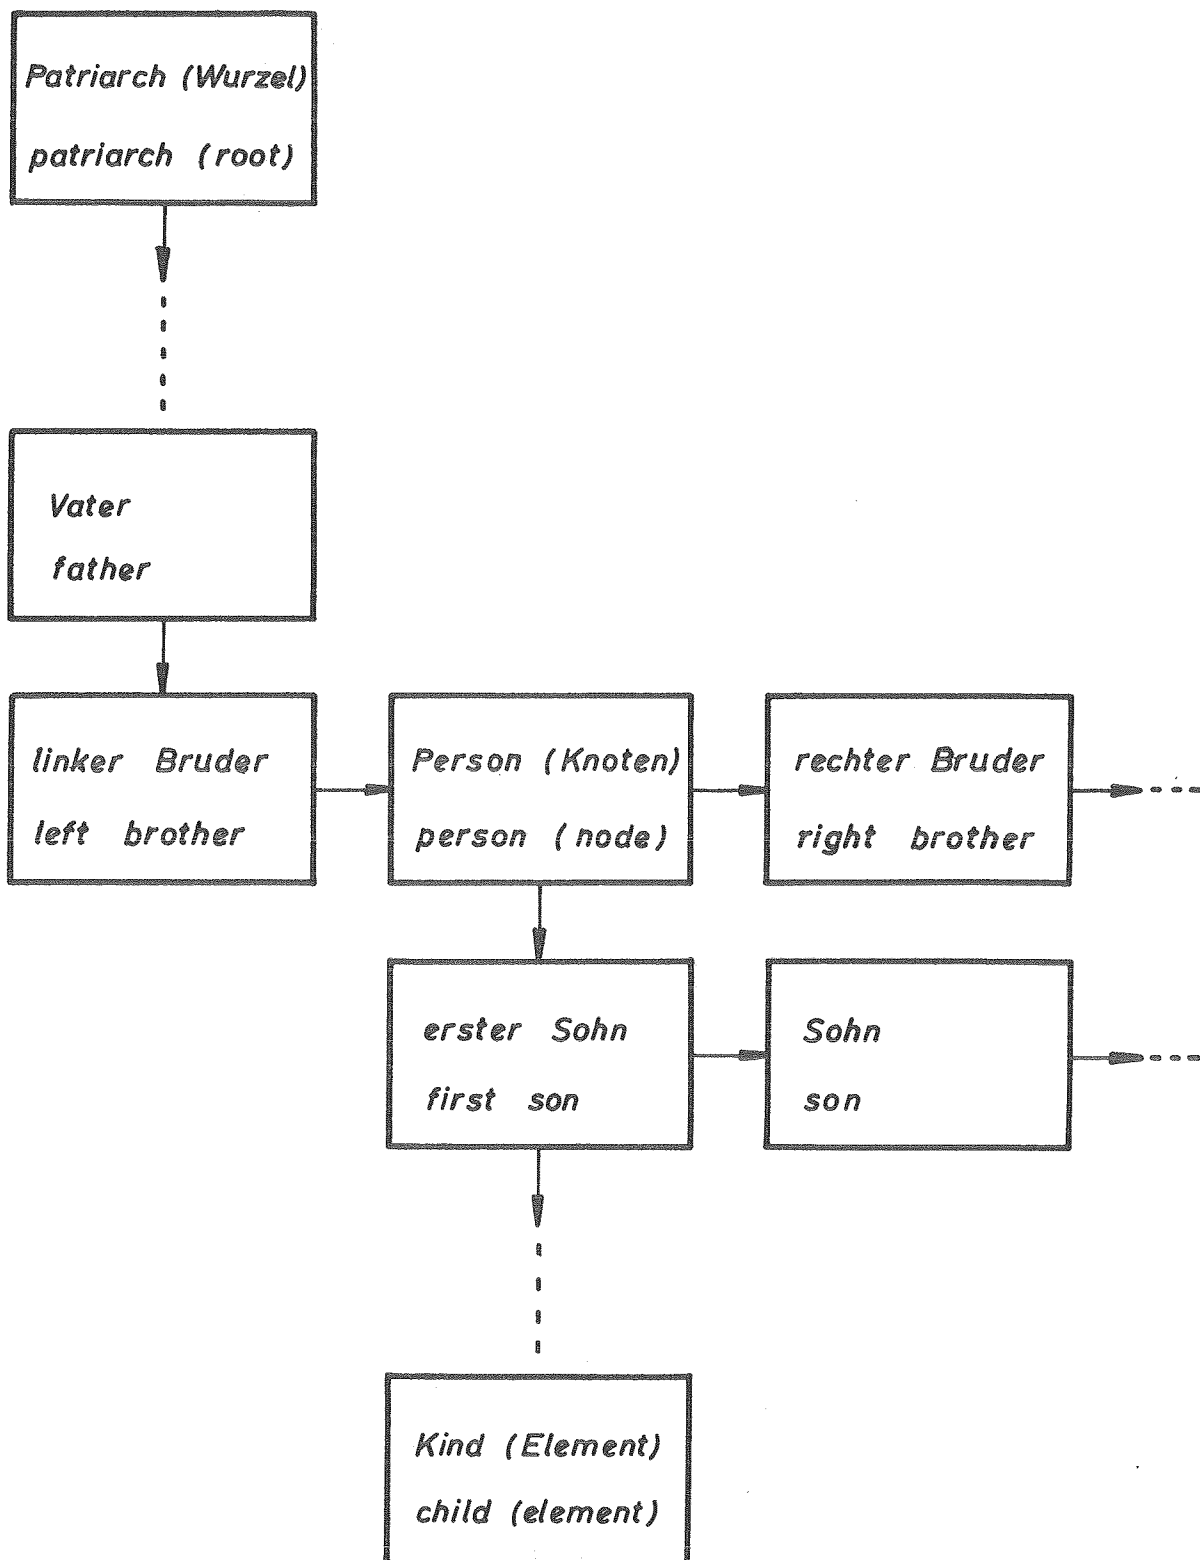 Patriarch (Wurzel)
patriarch (root)
Vater
father
linker Bruder
left brother
Person (Knoten)
person (node)
rechter Bruder
right brother
erster Sohn
first son
Sohn
son
Kind (Element)
child (element)